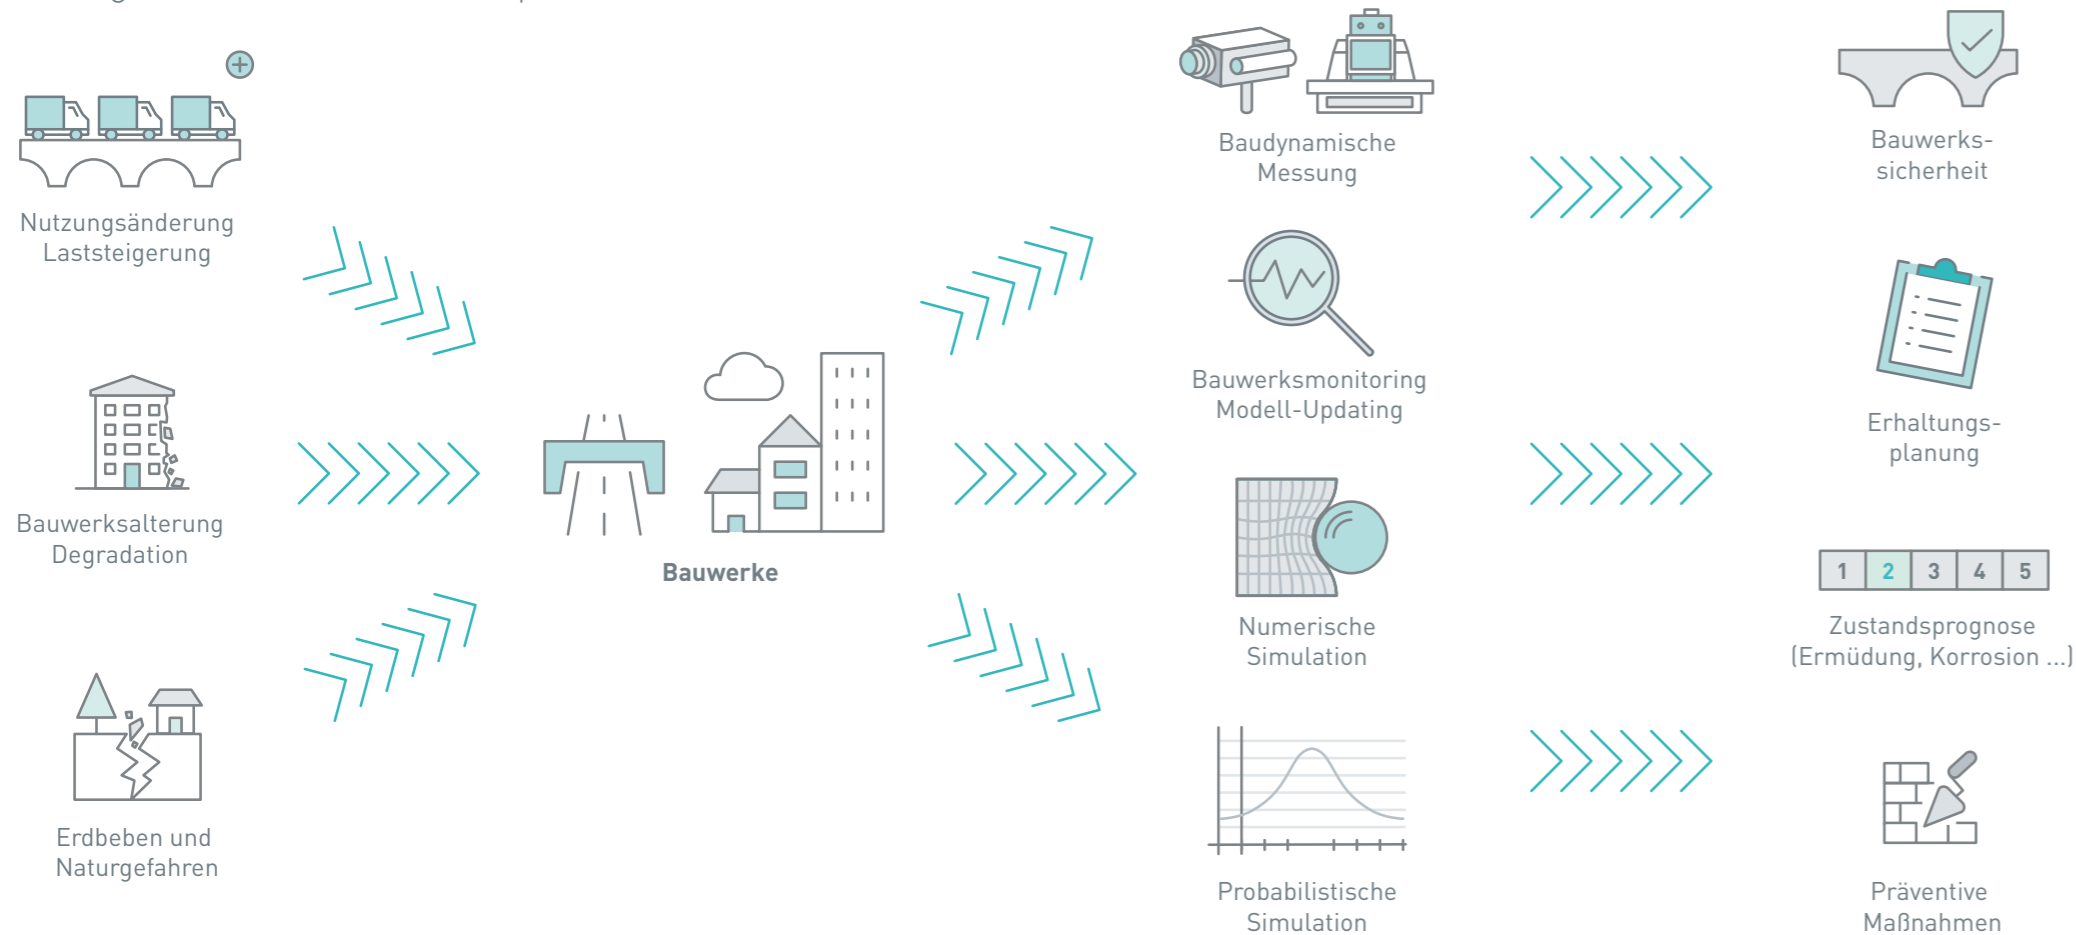 Nutzungsänderung
Laststeigerung
Bauwerksalterung
Degradation
Erdbeben und
Naturgefahren
Bauwerke
Baudynamische
Messung
Bauwerksmonitoring
Modell-Updating
Numerische
Simulation
Probabilistische
Simulation
Bauwerks-
sicherheit
Erhaltungs-
planung
1 2 3 4 5
Zustandsprognose
(Ermüdung, Korrosion ...)
Präventive
Maßnahmen